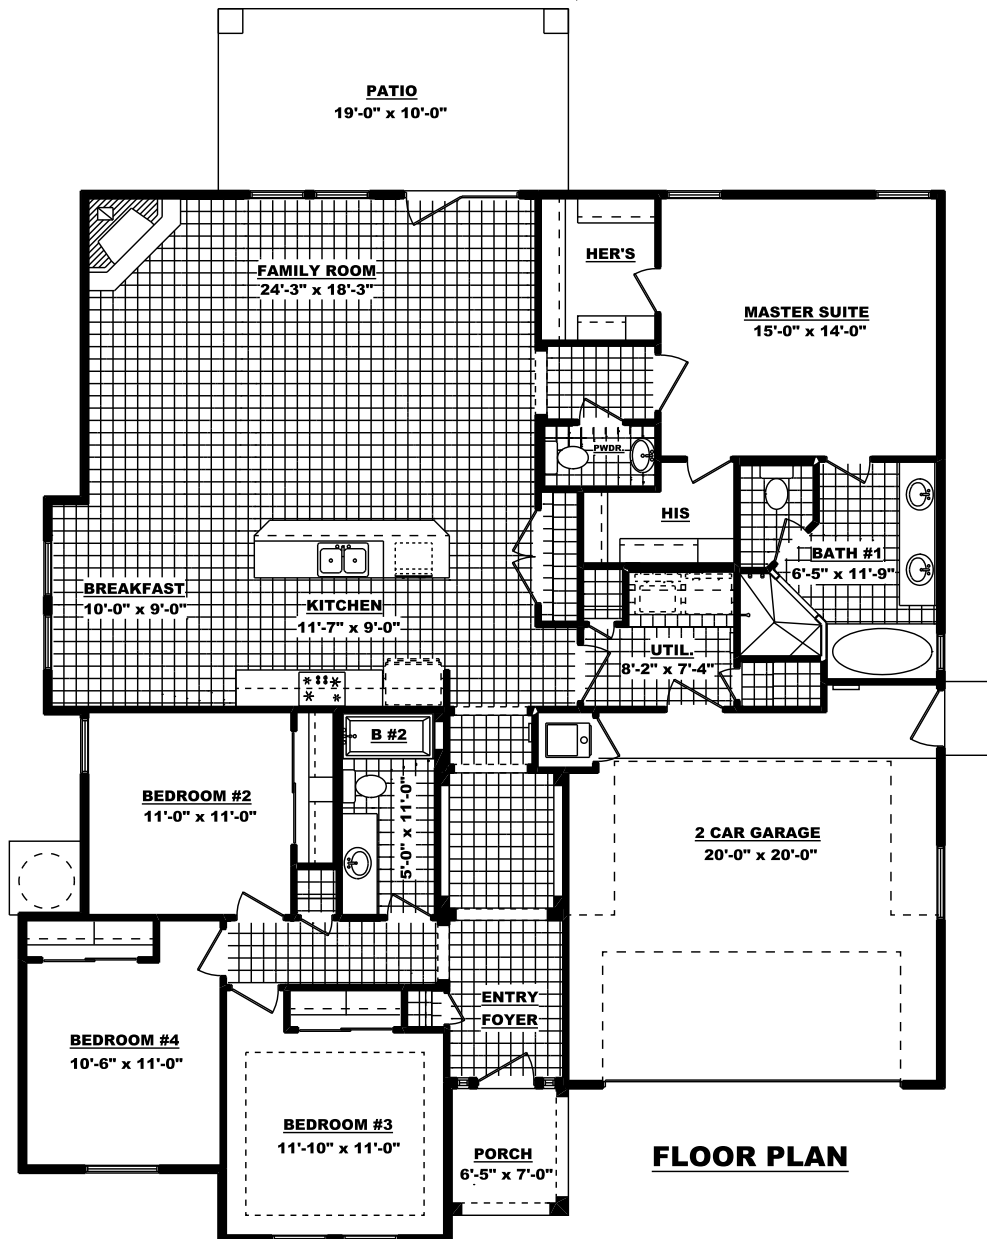 PATIO
19'-0" x 10'-0"
FAMILY ROOM
24'-3" x 18'-3"
HER'S
MASTER SUITE
15'-0" x 14'-0"
PWDR.
HIS
BATH #1
6'-5" x 11'-9"
BREAKFAST
10'-0" x 9'-0"
KITCHEN
11'-7" x 9'-0"
UTIL.
8'-2" x 7'-4"
B #2
5'-0" x 11'-0"
BEDROOM #2
11'-0" x 11'-0"
2 CAR GARAGE
20'-0" x 20'-0"
ENTRY
FOYER
BEDROOM #4
10'-6" x 11'-0"
BEDROOM #3
11'-10" x 11'-0"
PORCH
6'-5" x 7'-0"
FLOOR PLAN